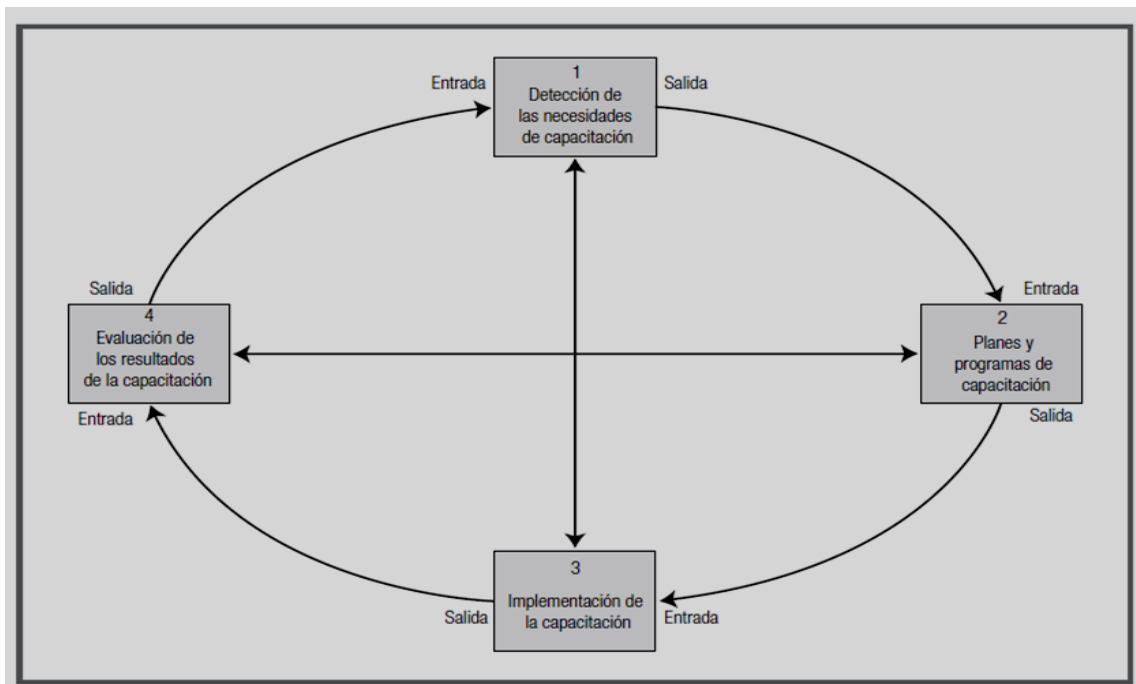 1
Entrada
Salida
Detección de
las necesidades
de capacitación
Salida
Entrada
4
Evaluación de
los resultados
de la capacitación
Entrada
2
Planes y
programas de
capacitación
Salida
3
Implementación de
la capacitación
Salida
Entrada